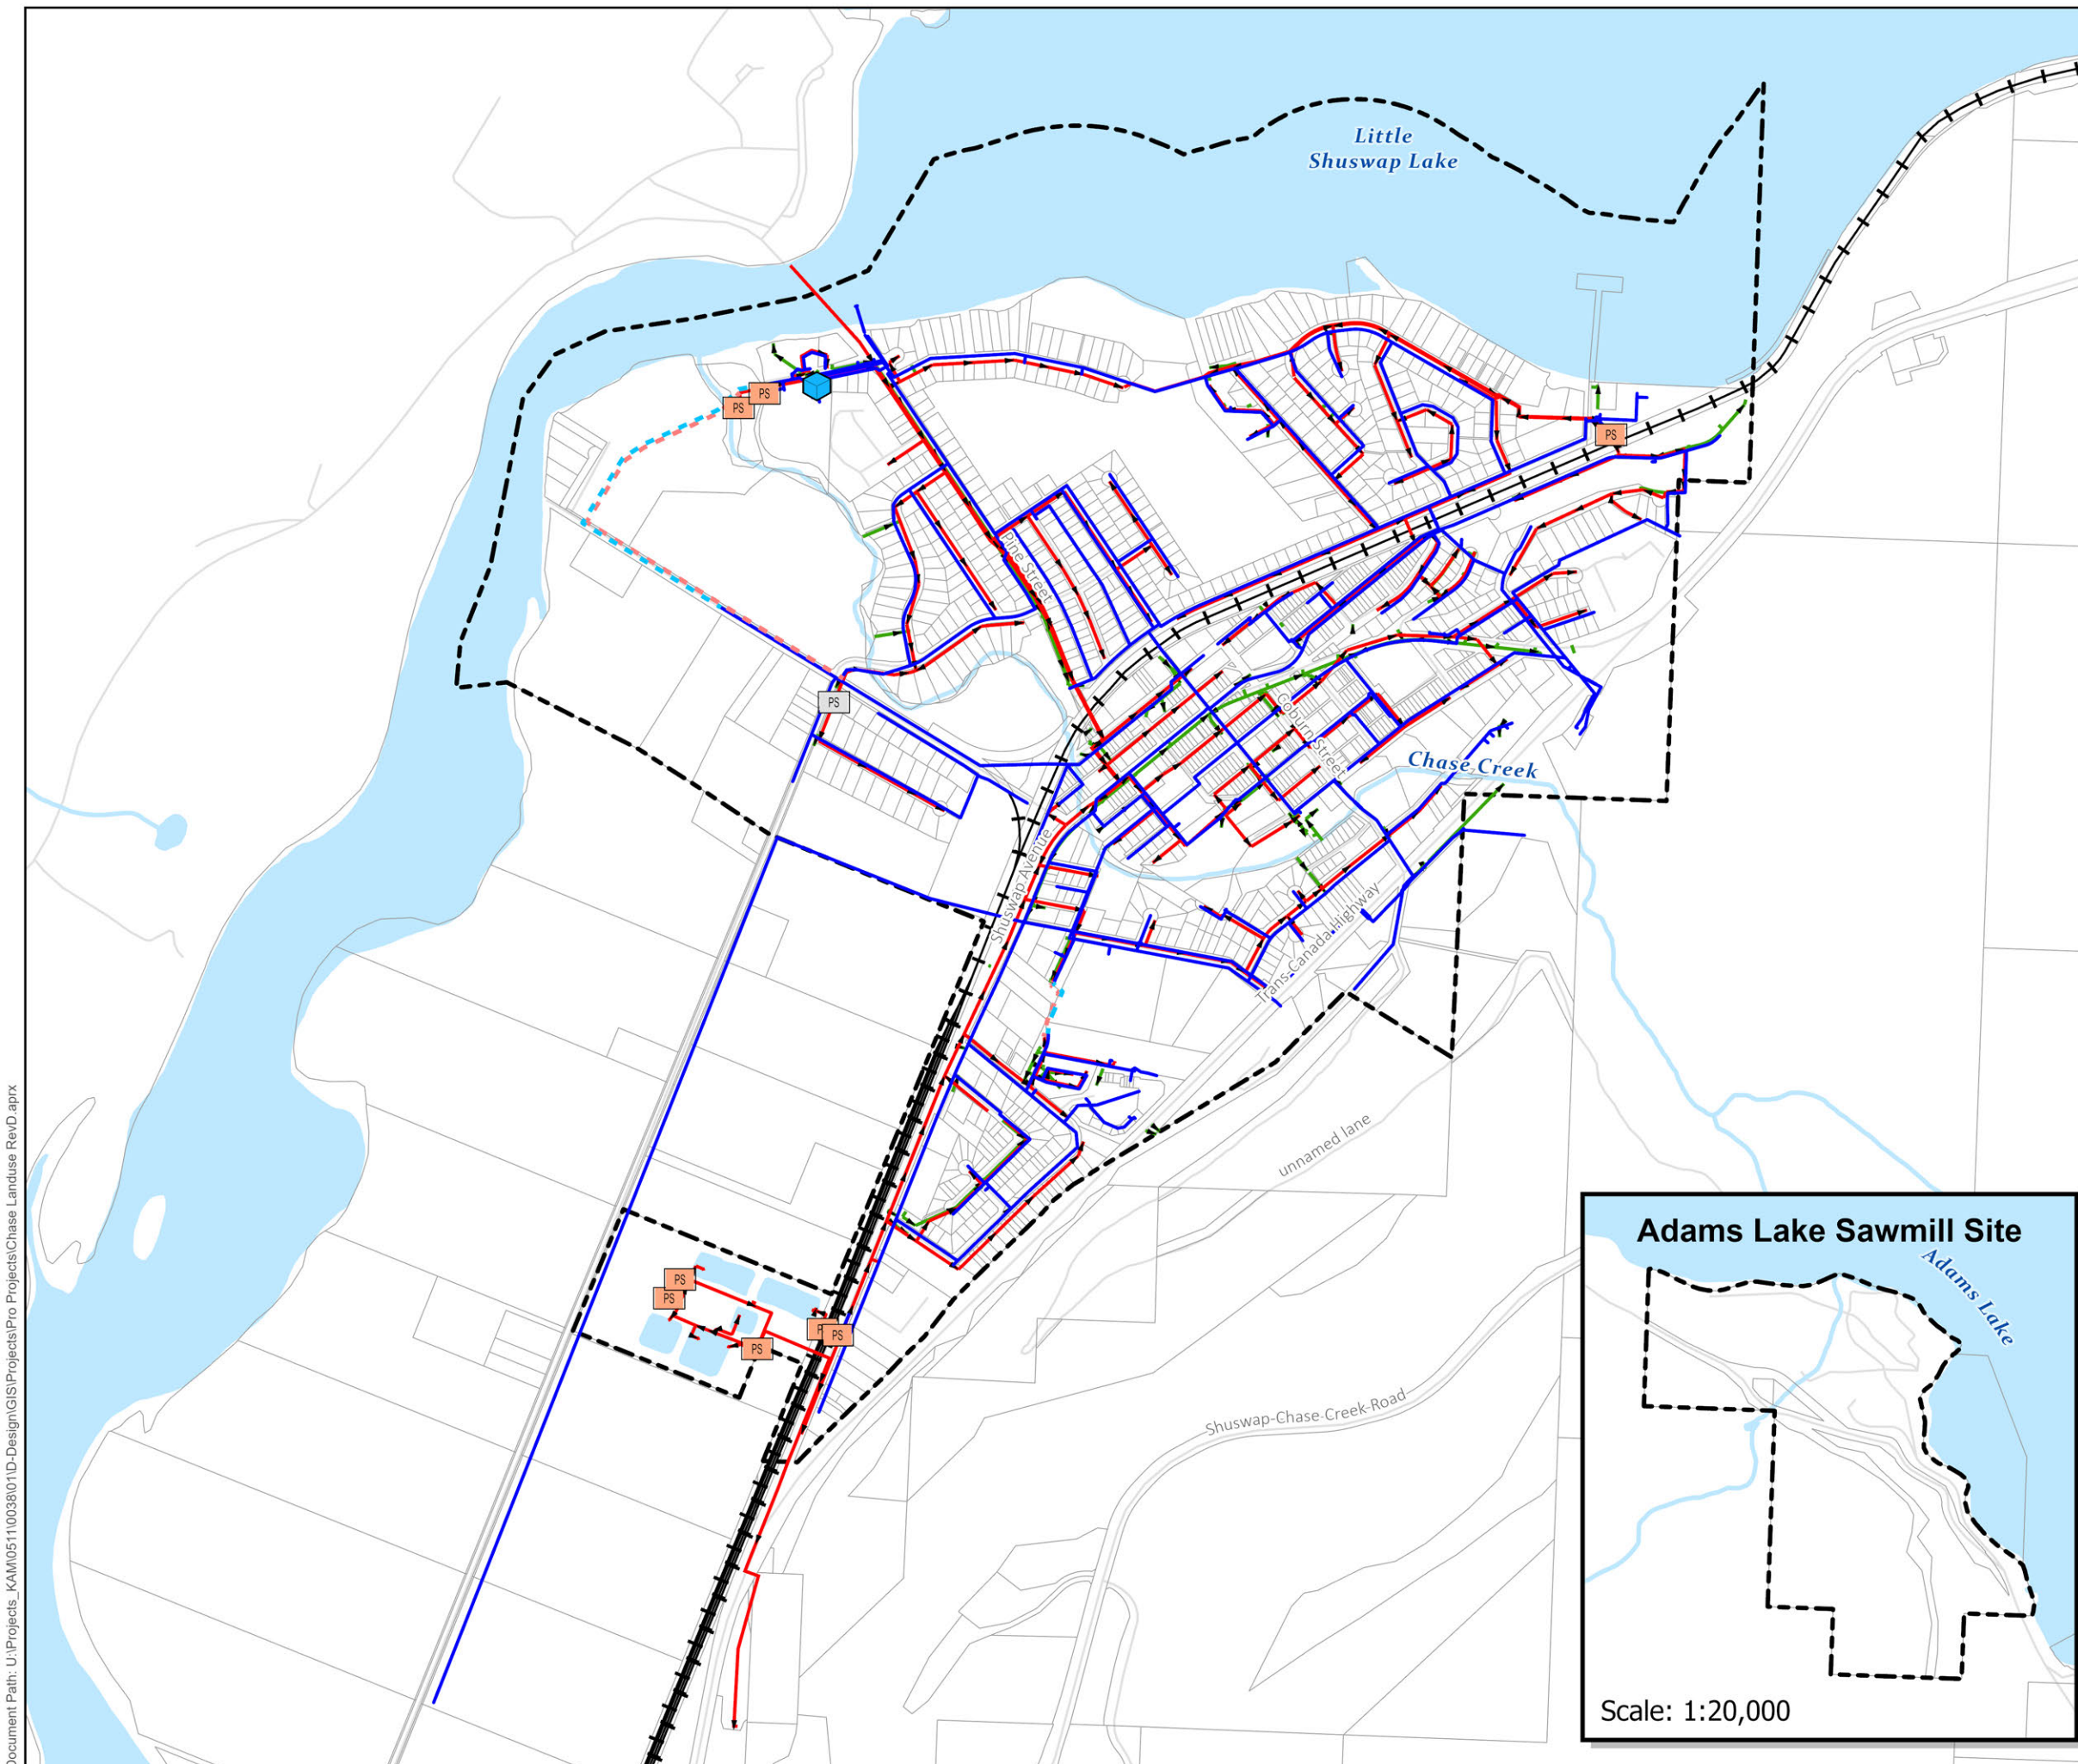 Little
Shuswap Lake
PS
PS
PS
Pine Street
PS
Coburn Street
Chase Creek
Shuswap Avenue
Trans-Canada Highway
unnamed lane
PS
PS
PS
PS
Shuswap-Chase Creek-Road
Adams Lake Sawmill Site
Adams Lake
Scale: 1:20,000
Document Path: U:\Projects_KAM\0511\0038\01\D-Design\GIS\Projects\Pro Projects\Chase Landuse RevD.aprx